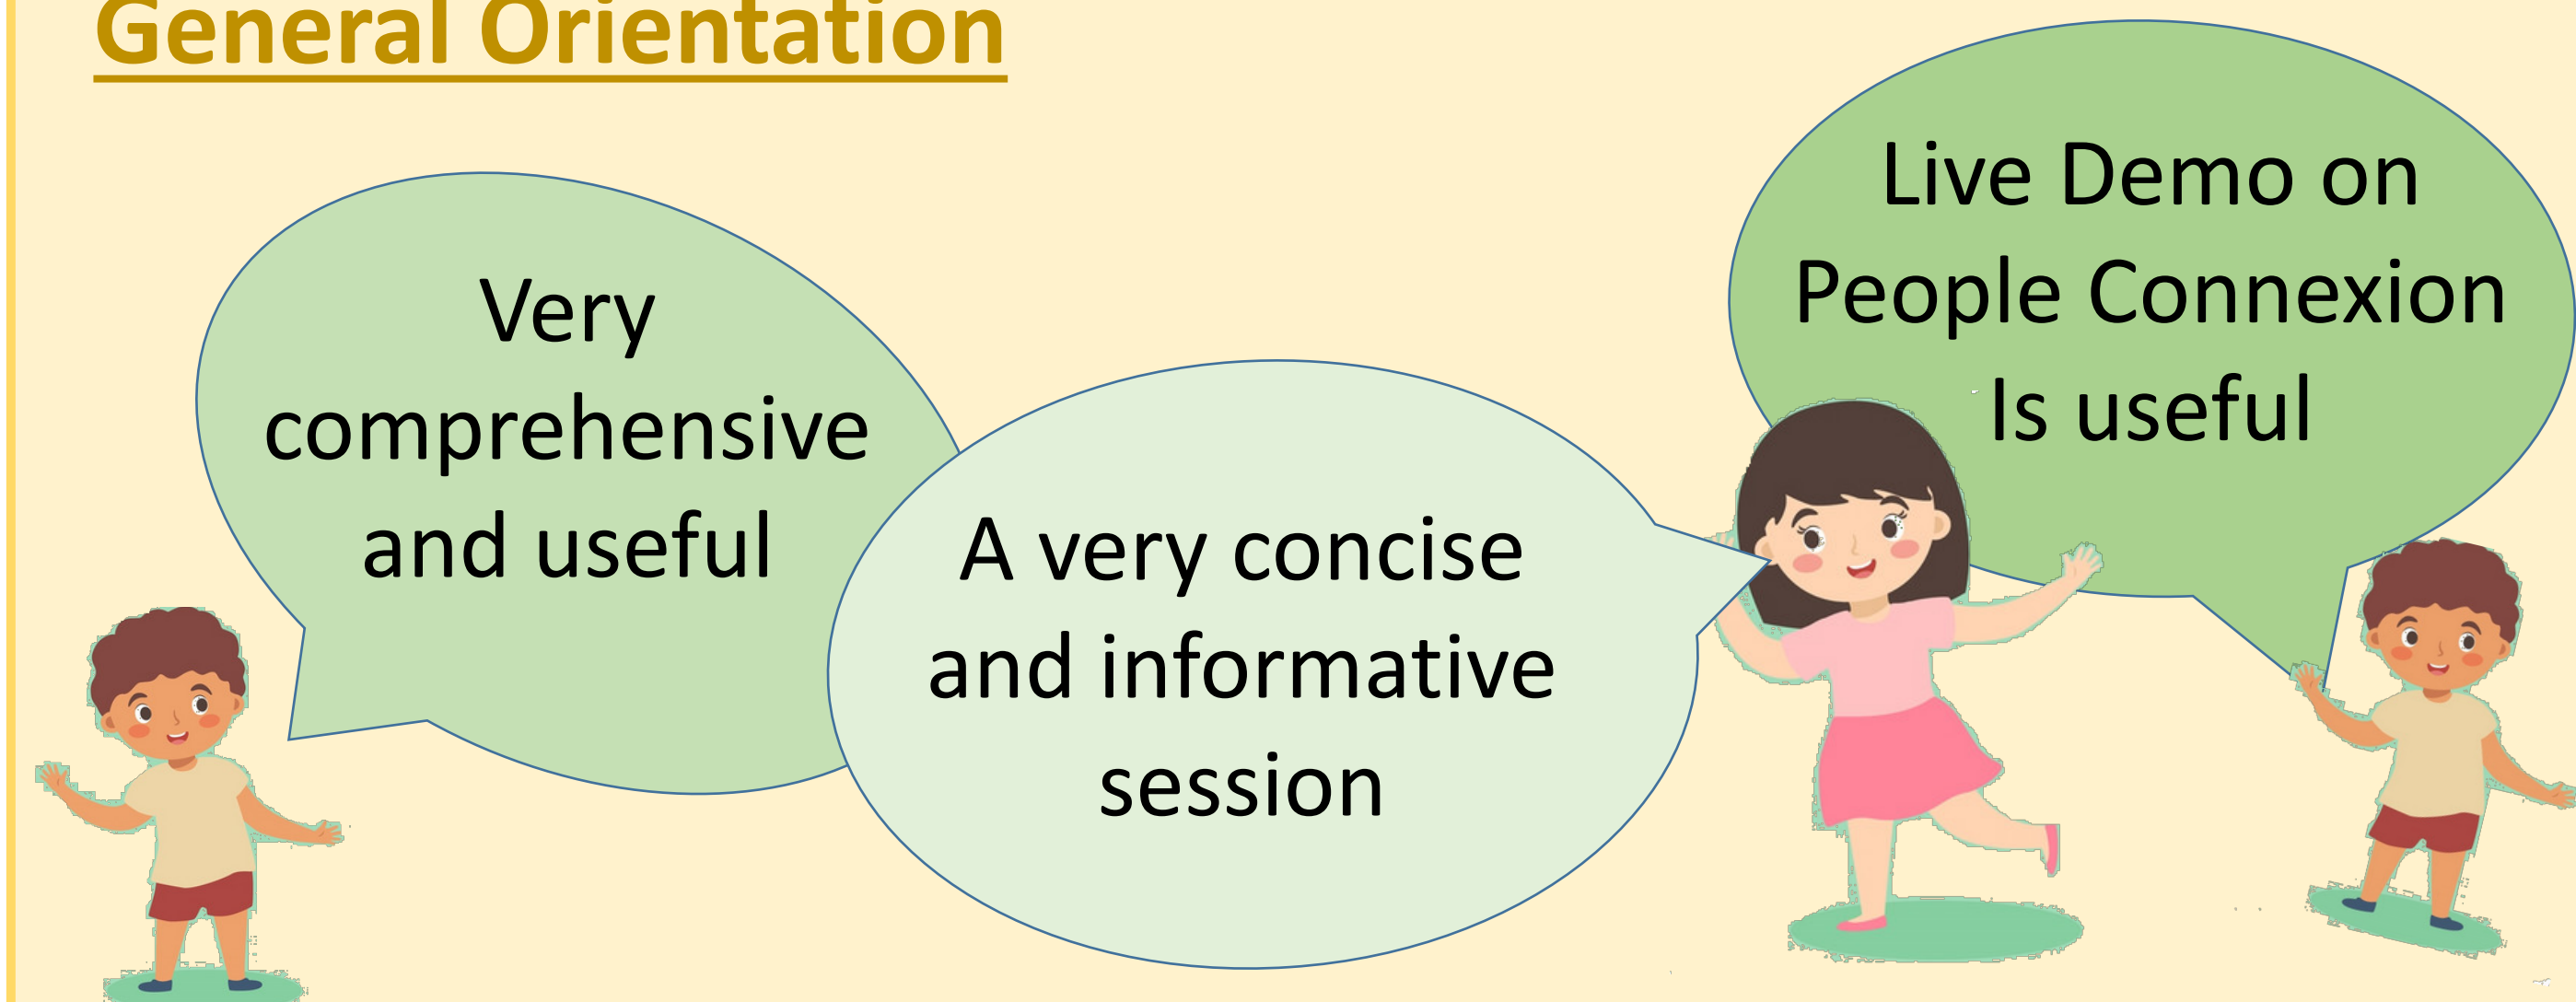 General Orientation
Very
comprehensive
and useful
A very concise
and informative
session
Live Demo on
People Connexion
Is useful